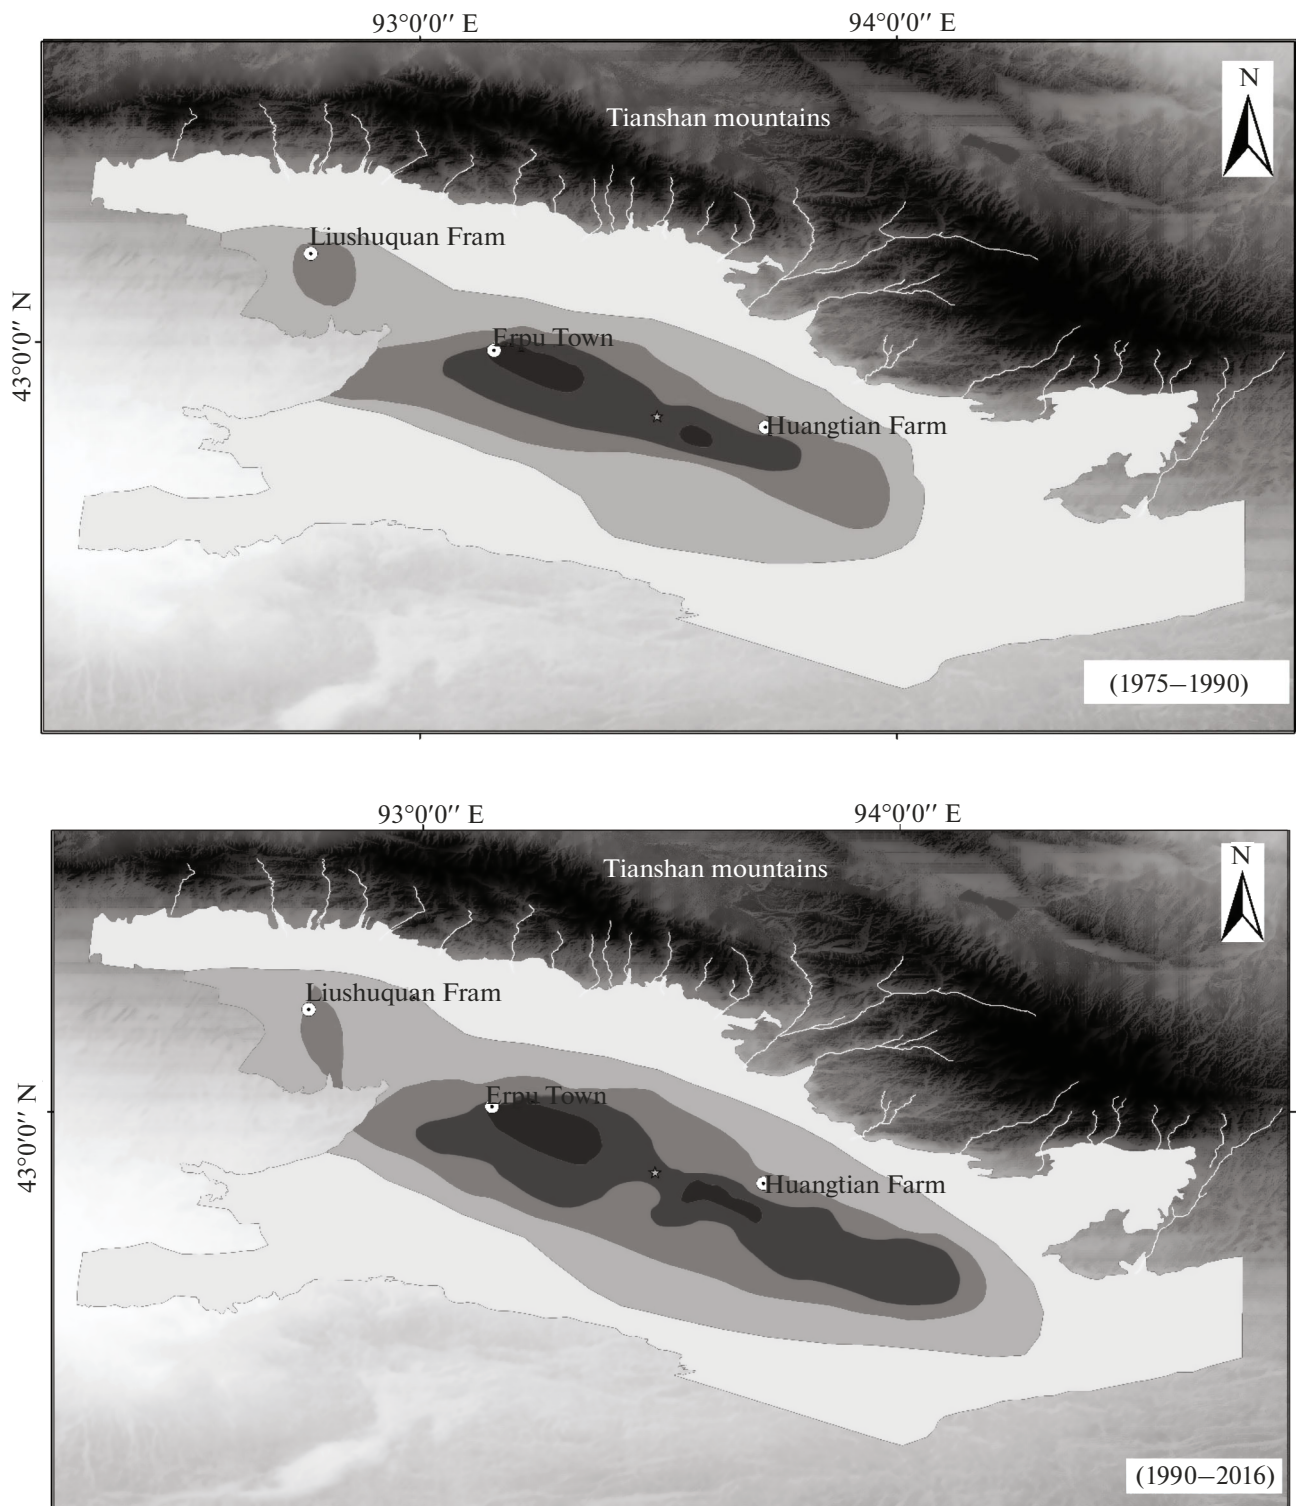 93°0′0″ E 94°0′0″ E
N
Tianshan mountains
Liushuquan Fram
43°0′0″ N
Erpu Town
Huangtian Farm
(1975–1990)
93°0′0″ E 94°0′0″ E
N
Tianshan mountains
Liushuquan Fram
43°0′0″ N
Erpu Town
Huangtian Farm
(1990–2016)